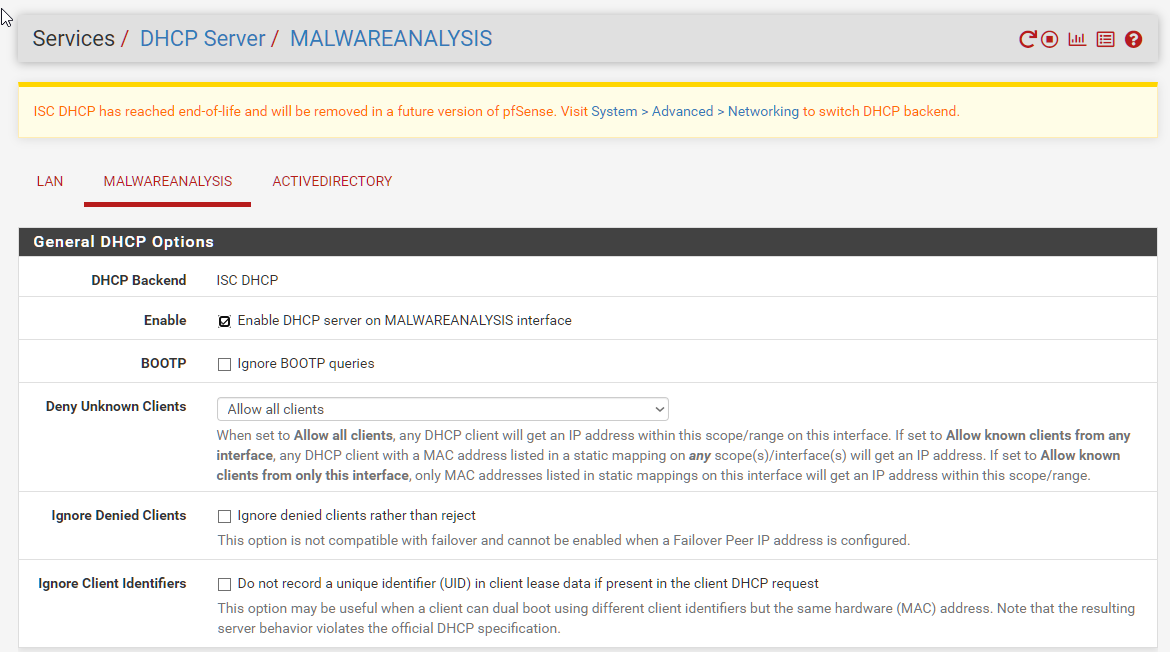 Services / DHCP Server / MALWAREANALYSIS
ISC DHCP has reached end-of-life and will be removed in a future version of pfSense. Visit System > Advanced > Networking to switch DHCP backend.
LAN MALWAREANALYSIS ACTIVEDIRECTORY
General DHCP Options
DHCP Backend ISC DHCP
Enable Enable DHCP server on MALWAREANALYSIS interface
BOOTP Ignore BOOTP queries
Deny Unknown Clients Allow all clients
When set to Allow all clients, any DHCP client will get an IP address within this scope/range on this interface. If set to Allow known clients from any
interface, any DHCP client with a MAC address listed in a static mapping on any scope(s)/interface(s) will get an IP address. If set to Allow known
clients from only this interface, only MAC addresses listed in static mappings on this interface will get an IP address within this scope/range.
Ignore Denied Clients Ignore denied clients rather than reject
This option is not compatible with failover and cannot be enabled when a Failover Peer IP address is configured.
Ignore Client Identifiers Do not record a unique identifier (UID) in client lease data if present in the client DHCP request
This option may be useful when a client can dual boot using different client identifiers but the same hardware (MAC) address. Note that the resulting
server behavior violates the official DHCP specification.